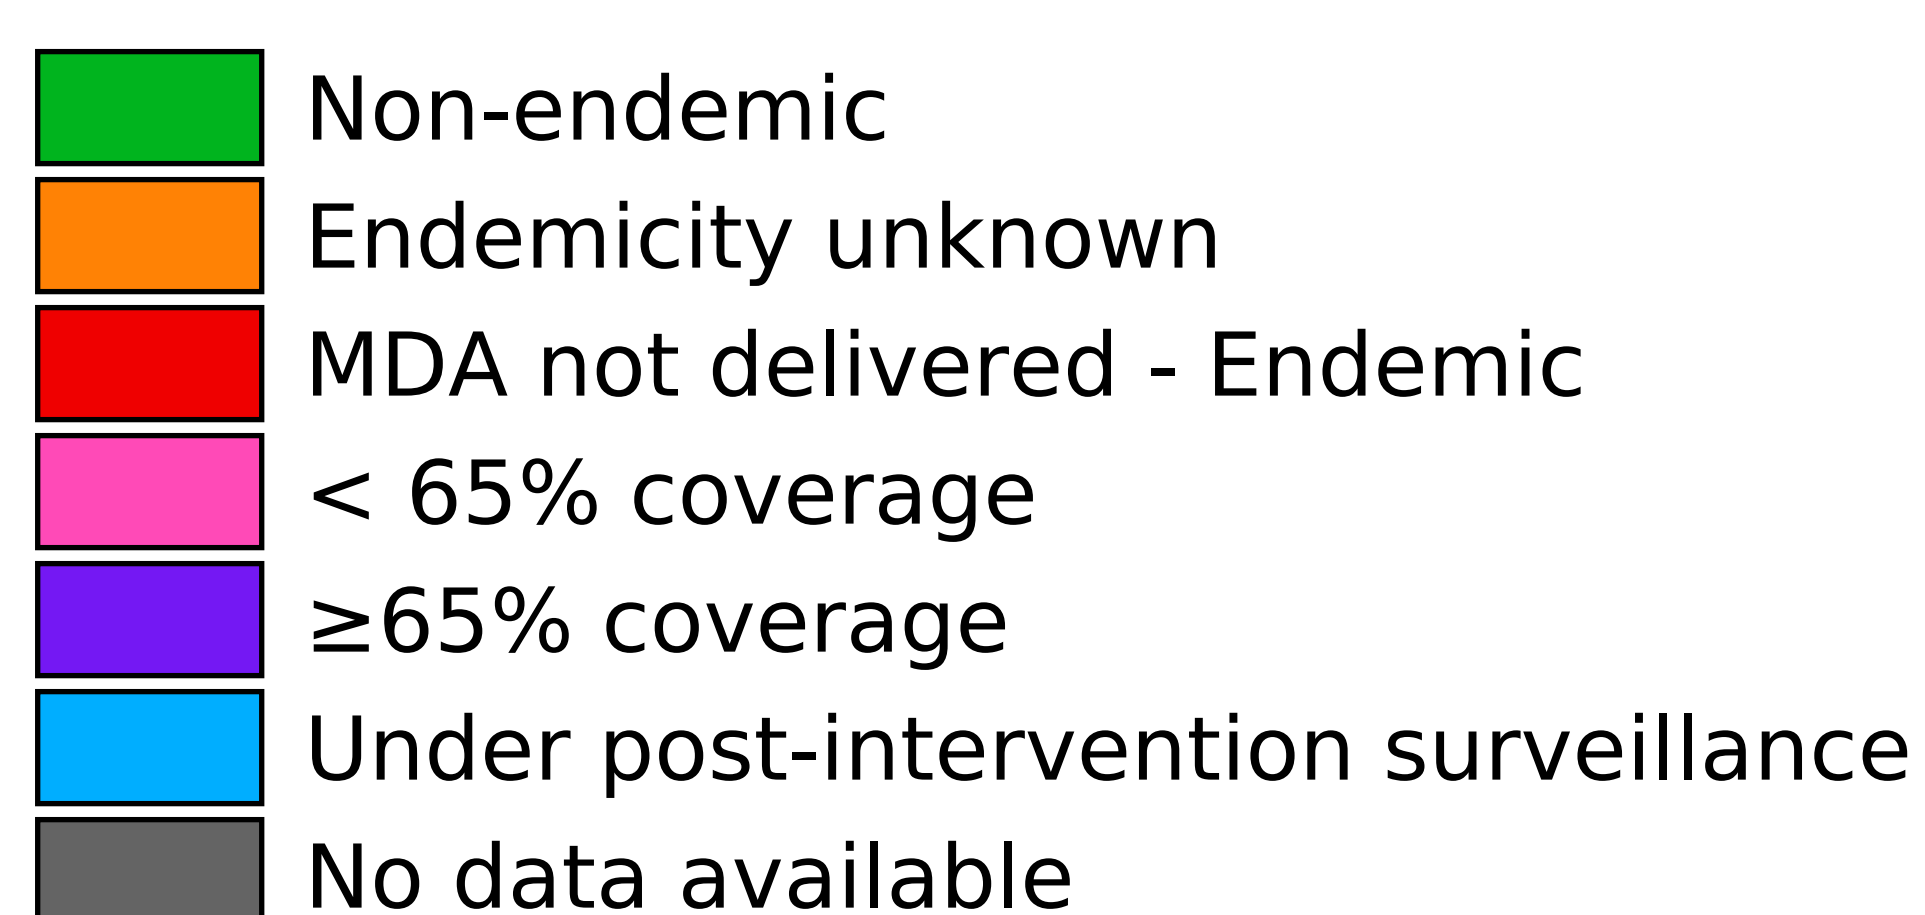 Non-endemic
Endemicity unknown
MDA not delivered - Endemic
< 65% coverage
≥65% coverage
Under post-intervention surveillance
No data available